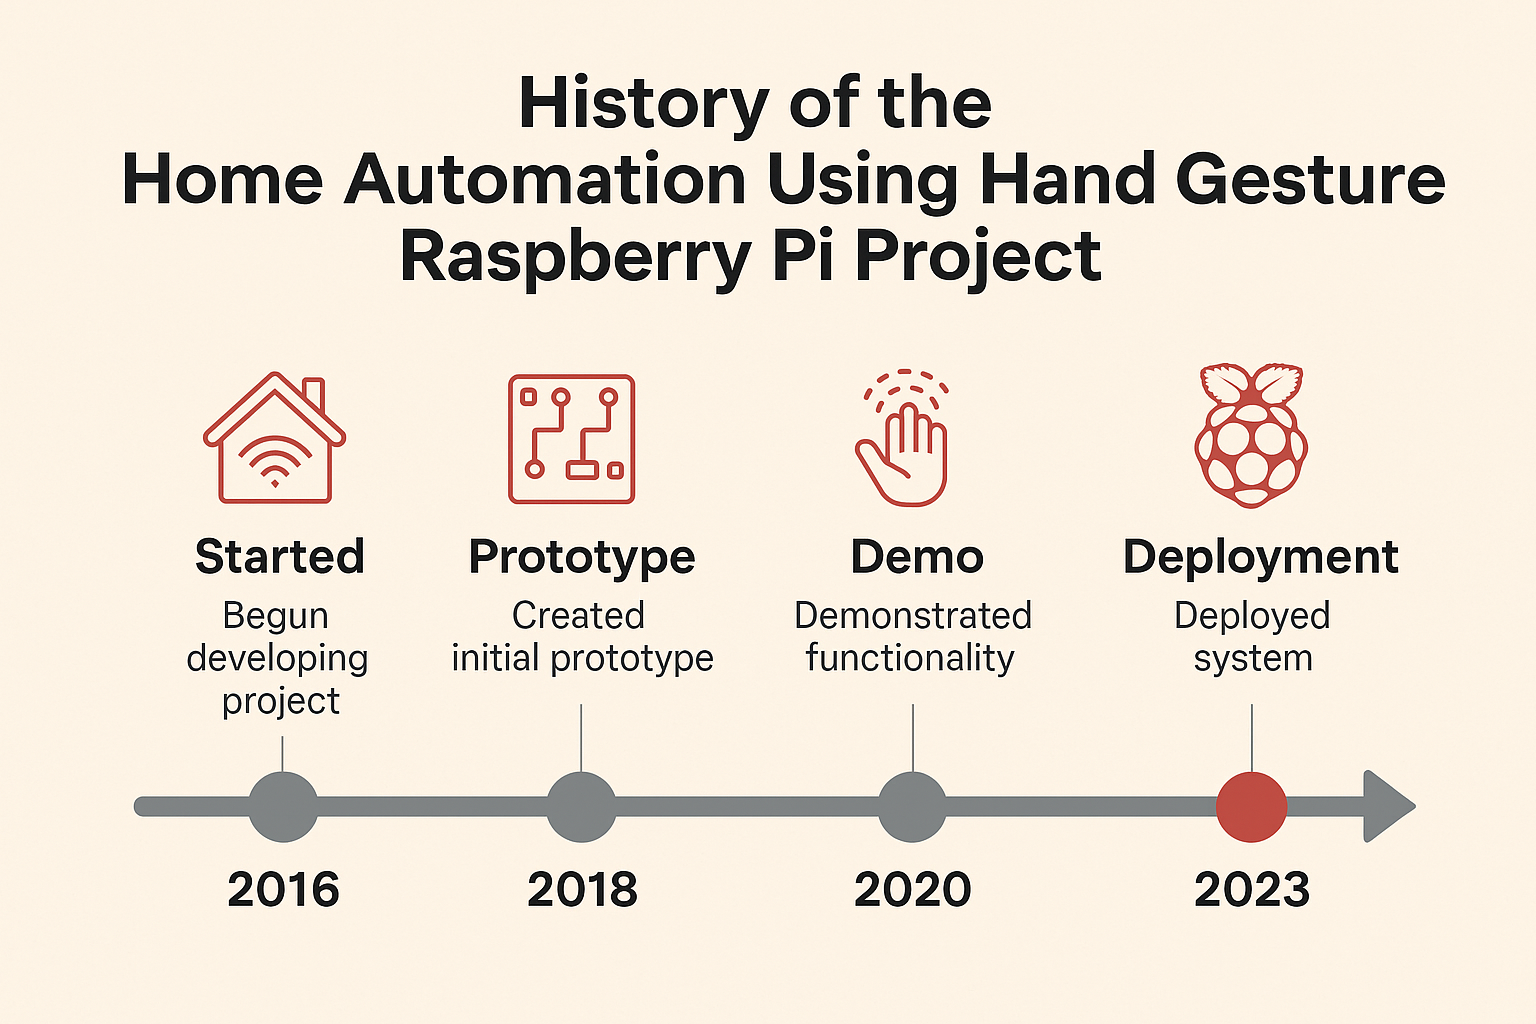 History of the
Home Automation Using Hand Gesture
Raspberry Pi Project
Started
Begun
developing
project
Prototype
Created
initial prototype
Demo
Demonstrated
functionality
Deployment
Deployed
system
2016
2018
2020
2023